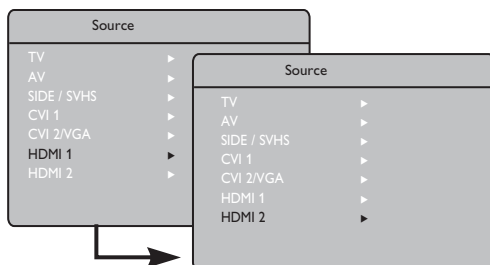 Source
TV
AV
SIDE / SVHS
CVI 1
CVI 2/VGA
HDMI 1
HDMI 2
Source
TV
AV
SIDE / SVHS
CVI 1
CVI 2/VGA
HDMI 1
HDMI 2